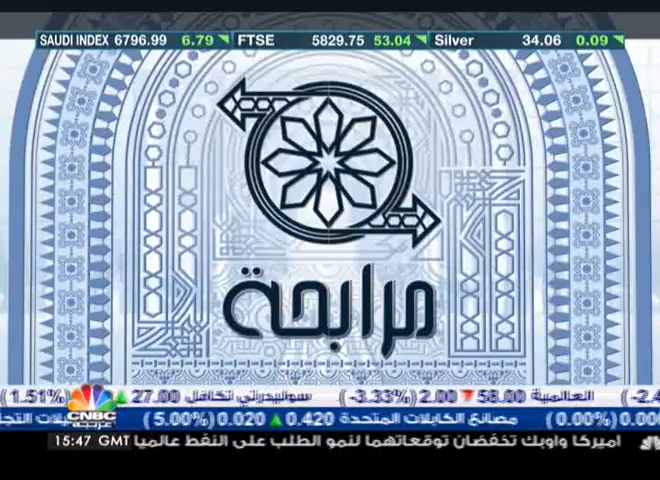 SAUDI INDEX 6796.99 6.79 FTSE 5829.75 53.04 Silver 34.06 0.09
مرابحة
(-2.4 العالمية 58.00 2.00 (-3.33%) سوليدرتي تكافل 27.00 (1.51%)
(0.00%) 0.000 مصانع الكابلات المتحدة 0.420 0.020 (5.00%)
CNBC
عربية
اميركا واوبك تخفضان توقعاتهما لنمو الطلب على النفط عالميا 15:47 GMT